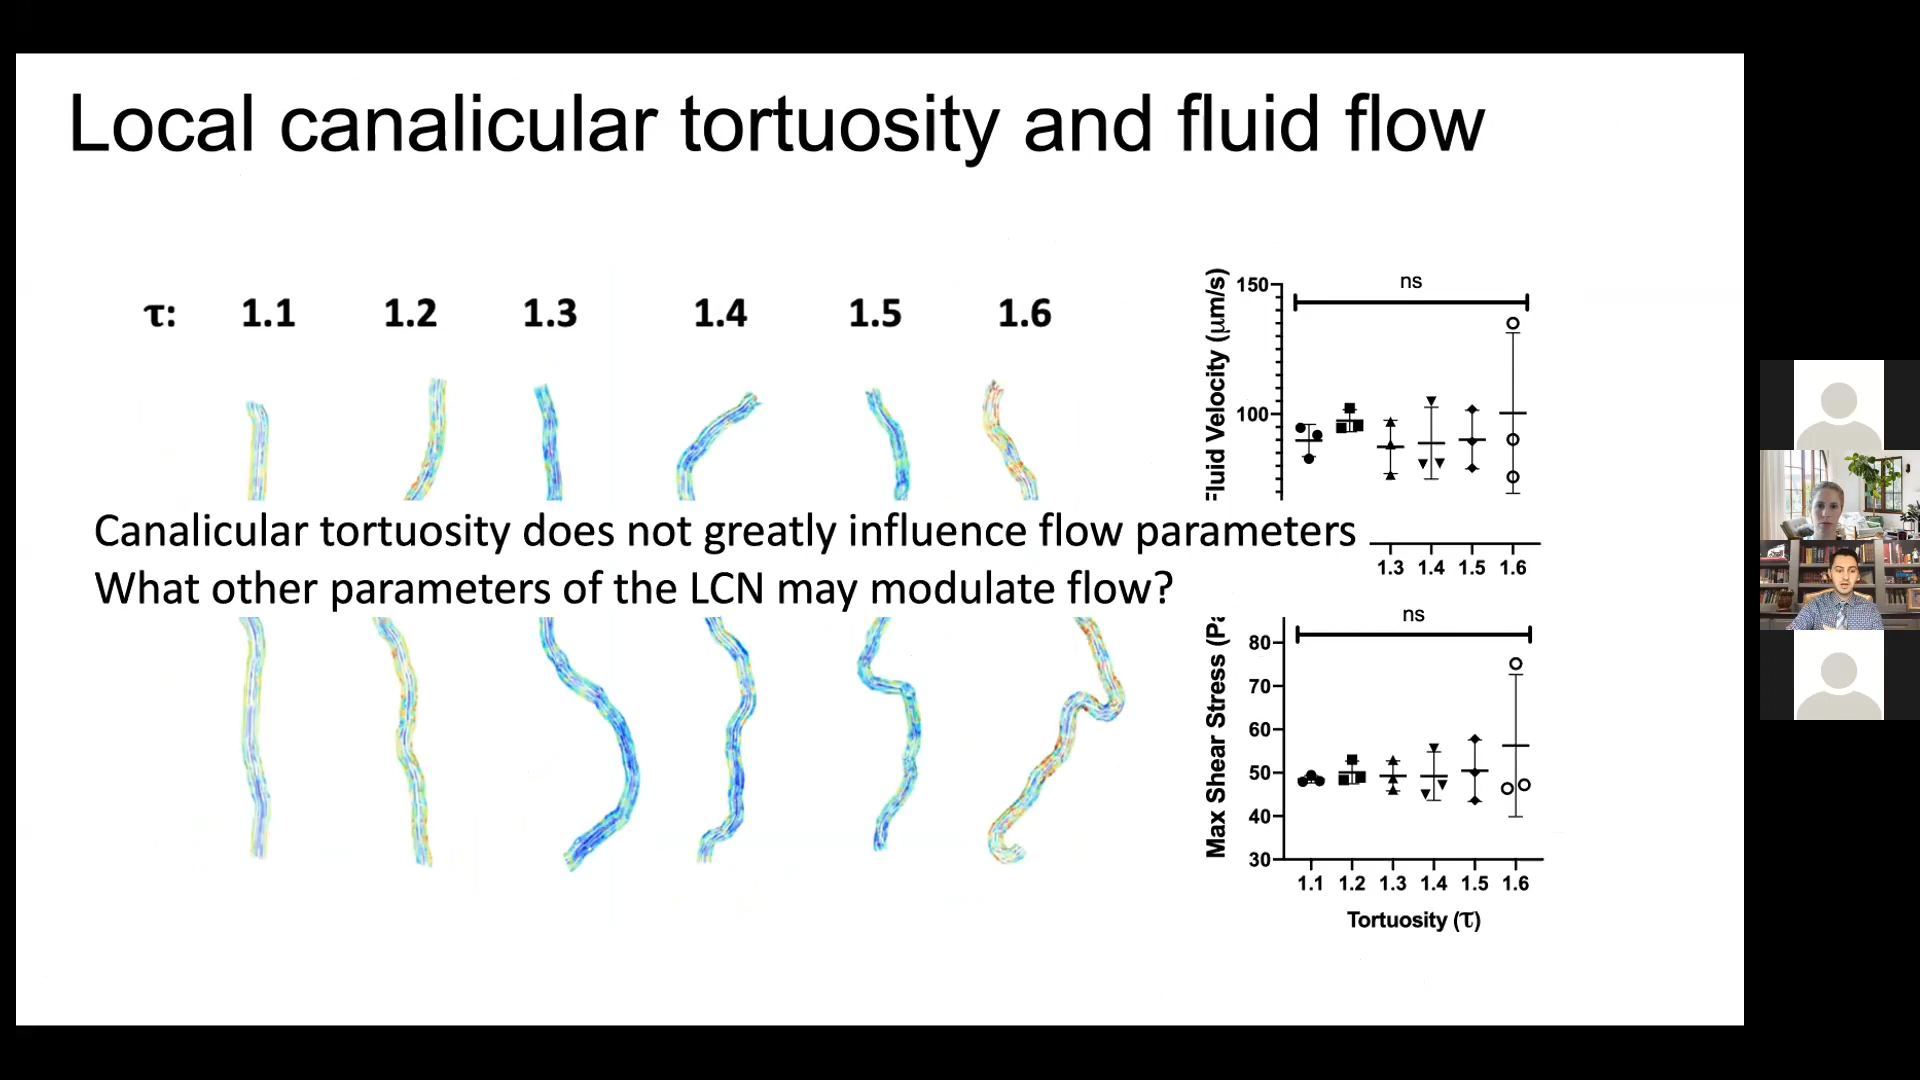 Local canalicular tortuosity and fluid flow
τ: 1.1 1.2 1.3 1.4 1.5 1.6
Canalicular tortuosity does not greatly influence flow parameters
What other parameters of the LCN may modulate flow?
Fluid Velocity (μm/s)
150
100
ns
1.3 1.4 1.5 1.6
Max Shear Stress (Pa
80
70
60
50
40
30
ns
1.1 1.2 1.3 1.4 1.5 1.6
Tortuosity (τ)